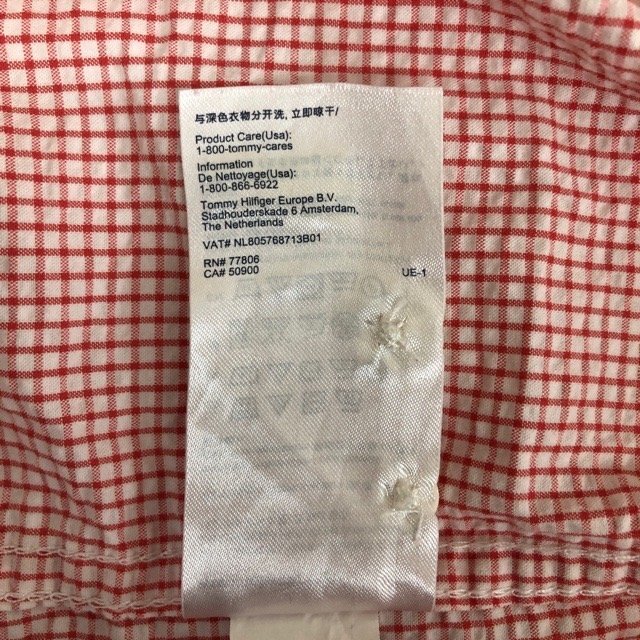 与深色衣物分开洗, 立即晾干/
Product Care(Usa):
1-800-tommy-cares
Information
De Nettoyage(Usa):
1-800-866-6922
Tommy Hilfiger Europe B.V.
Stadhouderskade 6 Amsterdam,
The Netherlands
VAT# NL805768713B01
RN# 77806
CA# 50900
UE-1